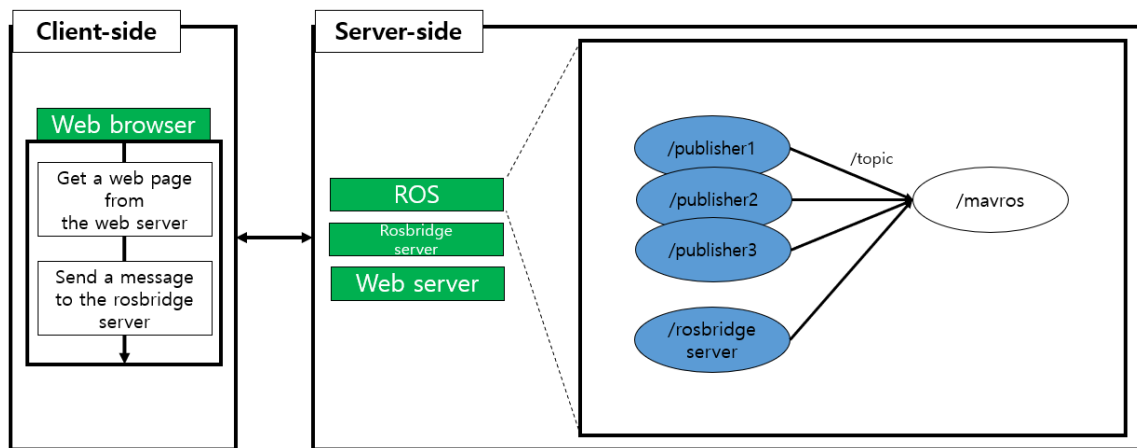 Client-side
Web browser
Get a web page
from
the web server
Send a message
to the rosbridge
server
Server-side
ROS
Rosbridge
server
Web server
/publisher1
/publisher2
/publisher3
/rosbridge
server
/topic
/mavros